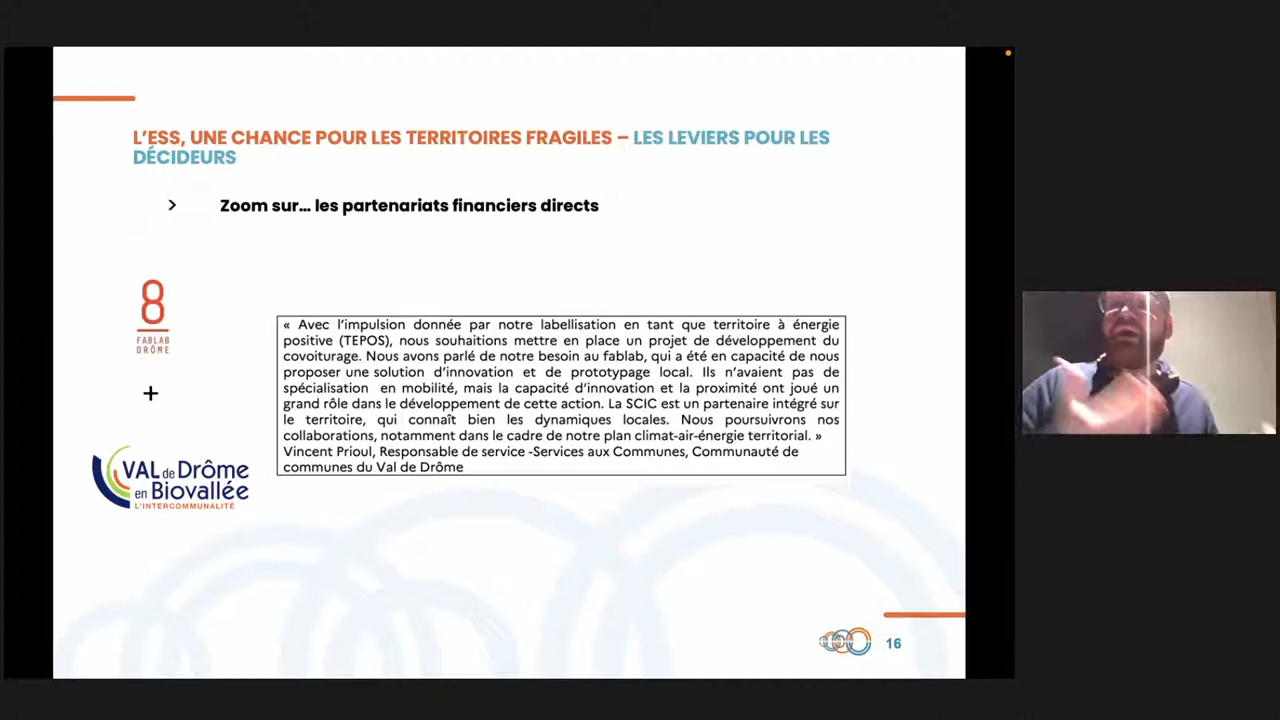 L'ESS, UNE CHANCE POUR LES TERRITOIRES FRAGILES – LES LEVIERS POUR LES
DÉCIDEURS
> Zoom sur... les partenariats financiers directs
8
FABLAB
DRÔME
+
VAL de Drôme
en Biovallée
L'INTERCOMMUNALITÉ
« Avec l'impulsion donnée par notre labellisation en tant que territoire à énergie
positive (TEPOS), nous souhaitions mettre en place un projet de développement du
covoiturage. Nous avons parlé de notre besoin au fablab, qui a été en capacité de nous
proposer une solution d'innovation et de prototypage local. Ils n'avaient pas de
spécialisation en mobilité, mais la capacité d'innovation et la proximité ont joué un
grand rôle dans le développement de cette action. La SCIC est un partenaire intégré sur
le territoire, qui connaît bien les dynamiques locales. Nous poursuivrons nos
collaborations, notamment dans le cadre de notre plan climat-air-énergie territorial. »
Vincent Prioul, Responsable de service -Services aux Communes, Communauté de
communes du Val de Drôme
16